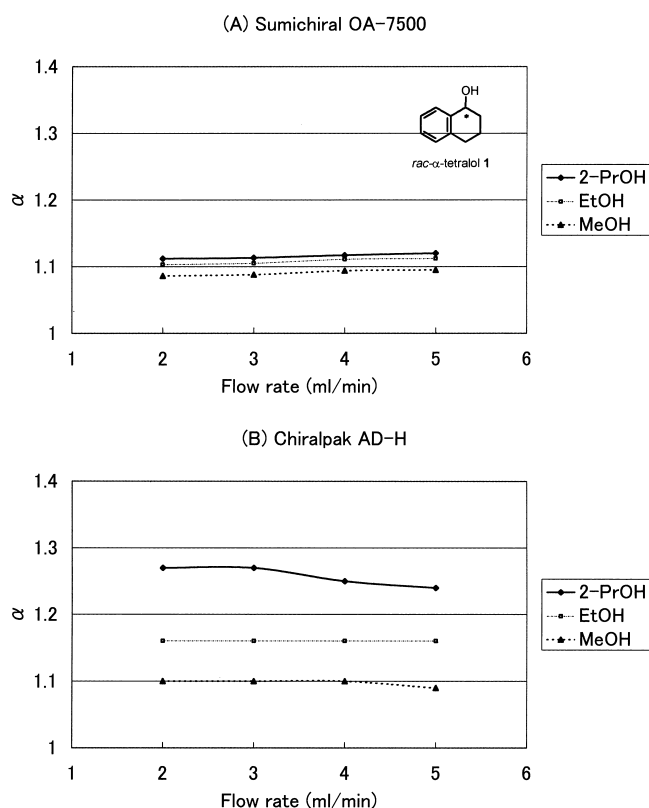 (A) Sumichiral OA-7500
1.4
1.3
1.2
1.1
1
α
OH
*
rac-α-tetralol 1
2-PrOH
EtOH
MeOH
1 2 3 4 5 6
Flow rate (ml/min)
(B) Chiralpak AD-H
1.4
1.3
1.2
1.1
1
α
2-PrOH
EtOH
MeOH
1 2 3 4 5 6
Flow rate (ml/min)